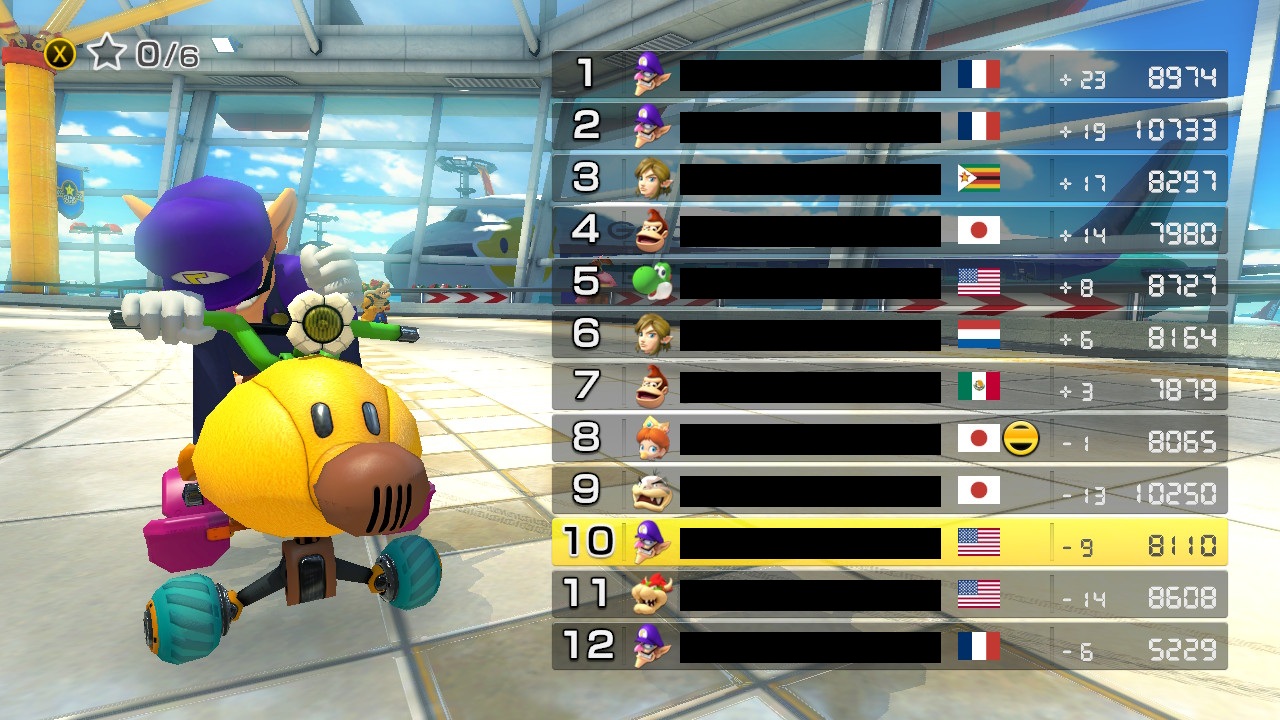 X 0/6
1 + 23 8974
2 + 19 10733
3 + 17 8297
4 + 14 7980
5 + 8 8727
6 + 6 8164
7 + 3 7879
8 - 1 8065
9 - 13 10250
10 - 9 8110
11 - 14 8608
12 - 6 5229